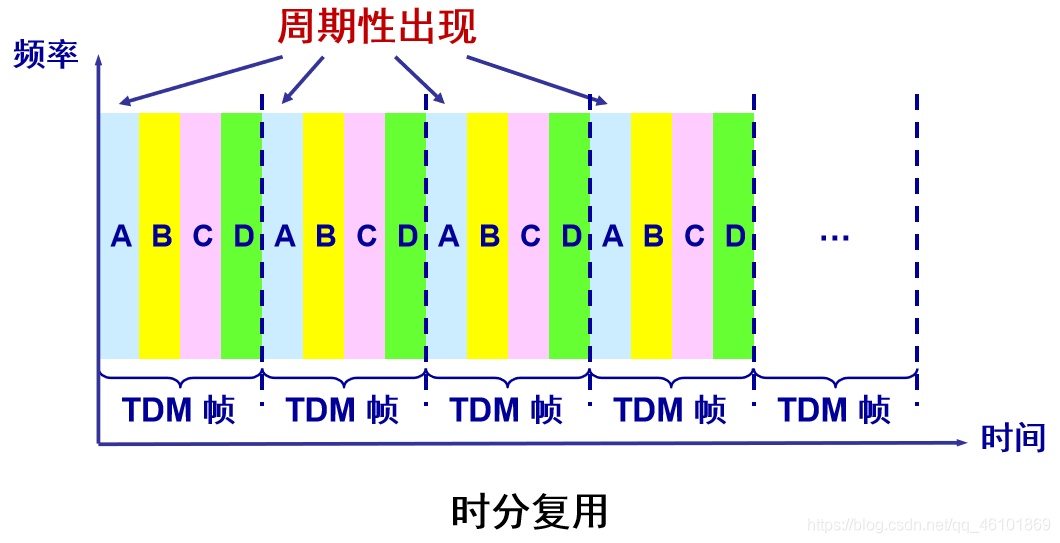 周期性出现
频率
A B C D A B C D A B C D A B C D ...
TDM 帧 TDM 帧 TDM 帧 TDM 帧 TDM 帧
时间
时分复用
https://blog.csdn.net/qq_46101869